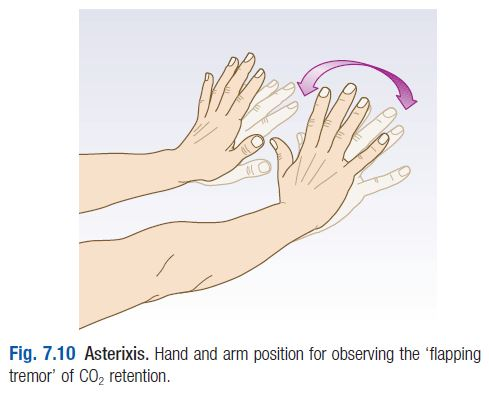 Fig. 7.10 Asterixis. Hand and arm position for observing the ‘flapping
tremor’ of CO₂ retention.